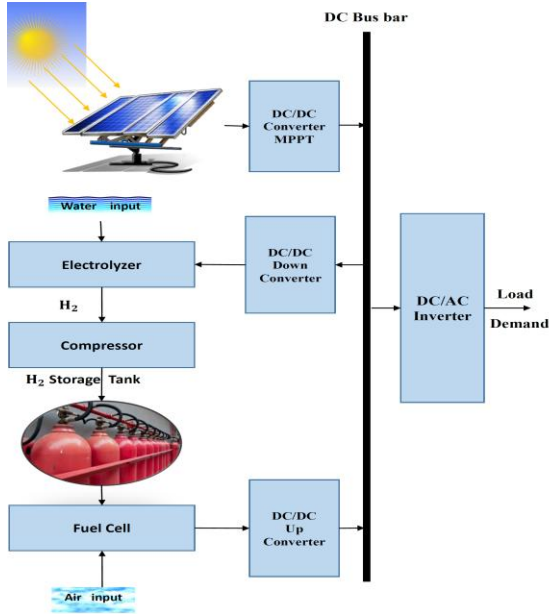 DC Bus bar
DC/DC
Converter
MPPT
Water input
Electrolyzer
DC/DC
Down
Converter
DC/AC
Inverter
Load
Demand
H₂
Compressor
H₂ Storage Tank
Fuel Cell
DC/DC
Up
Converter
Air input